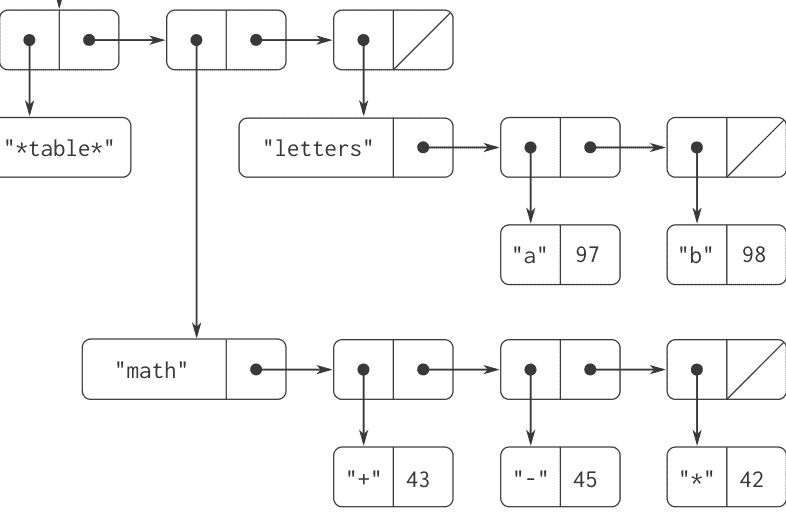 "*table*"
"letters"
"a" 97
"b" 98
"math"
"+" 43
"-" 45
"*" 42